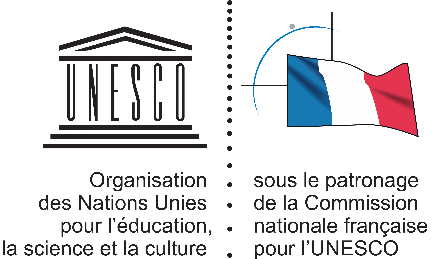 UNESCO
Organisation
des Nations Unies
pour l'éducation,
la science et la culture
sous le patronage
de la Commission
nationale française
pour l'UNESCO